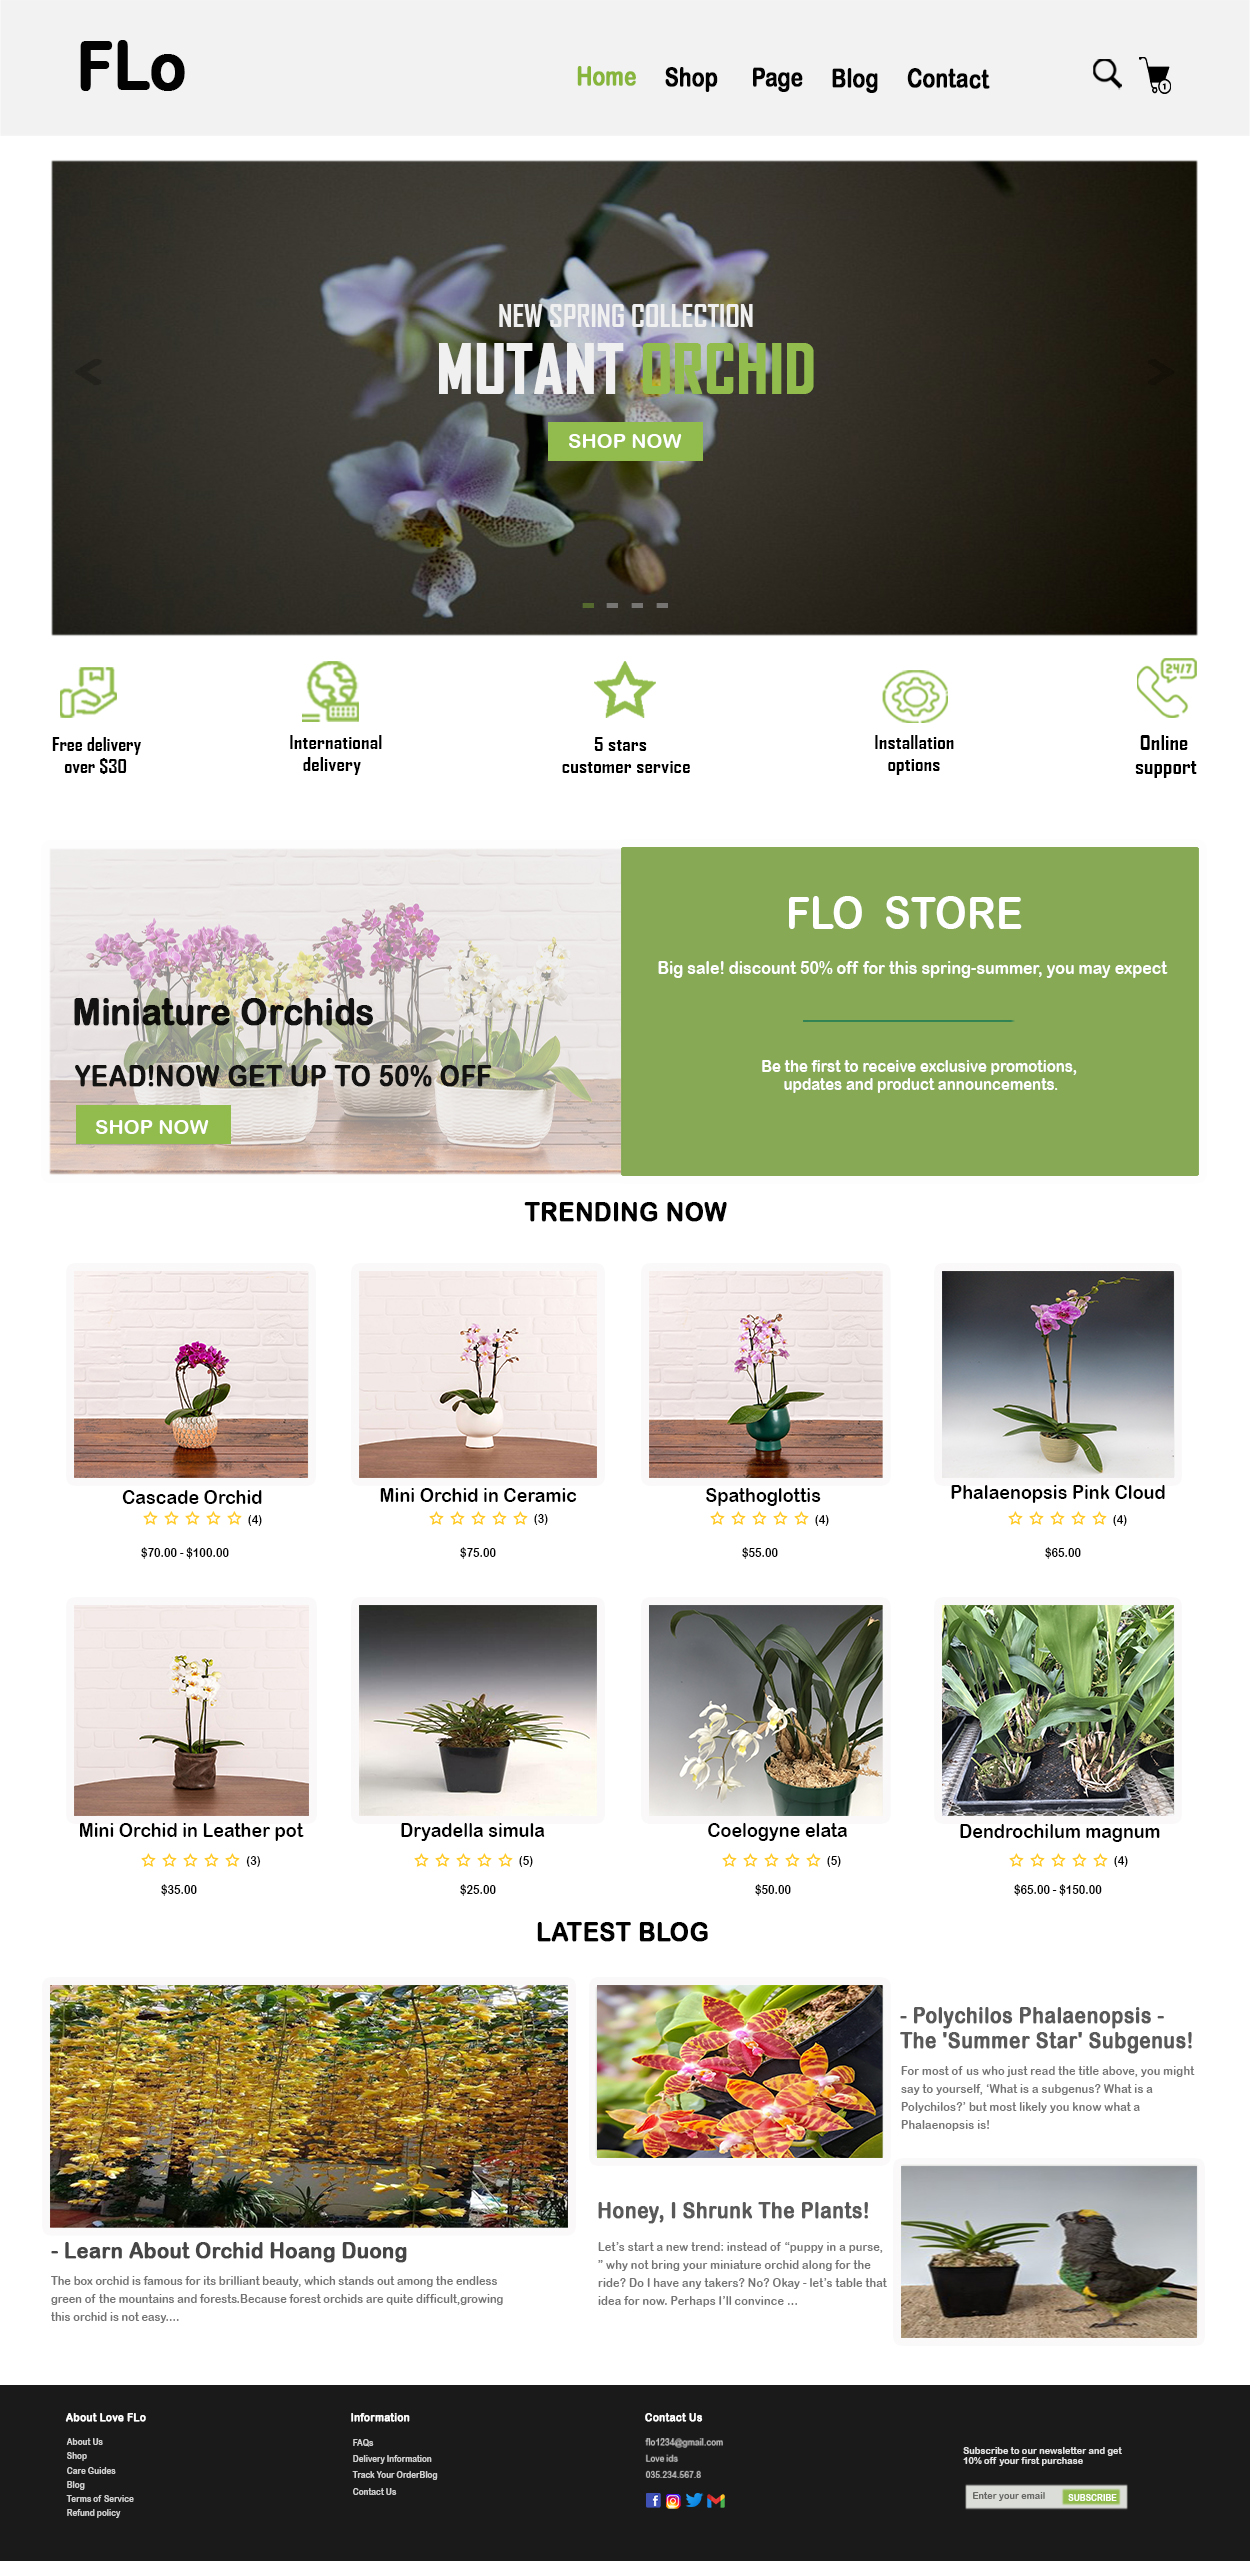 FLo
Home Shop Page Blog Contact
1
NEW SPRING COLLECTION
MUTANT ORCHID
SHOP NOW
24/7
Free delivery
over $30
International
delivery
5 stars
customer service
Installation
options
Online
support
Miniature Orchids
YEAD!NOW GET UP TO 50% OFF
SHOP NOW
FLO STORE
Big sale! discount 50% off for this spring-summer, you may expect
Be the first to receive exclusive promotions,
updates and product announcements.
TRENDING NOW
Cascade Orchid
(4)
$70.00 - $100.00
Mini Orchid in Ceramic
(3)
$75.00
Spathoglottis
(4)
$55.00
Phalaenopsis Pink Cloud
(4)
$65.00
Mini Orchid in Leather pot
(3)
$35.00
Dryadella simula
(5)
$25.00
Coelogyne elata
(5)
$50.00
Dendrochilum magnum
(4)
$65.00 - $150.00
LATEST BLOG
- Learn About Orchid Hoang Duong
The box orchid is famous for its brilliant beauty, which stands out among the endless
green of the mountains and forests.Because forest orchids are quite difficult,growing
this orchid is not easy....
Honey, I Shrunk The Plants!
Let's start a new trend: instead of “puppy in a purse,
” why not bring your miniature orchid along for the
ride? Do I have any takers? No? Okay - let's table that
idea for now. Perhaps I'll convince ...
- Polychilos Phalaenopsis -
The 'Summer Star' Subgenus!
For most of us who just read the title above, you might
say to yourself, ‘What is a subgenus? What is a
Polychilos?’ but most likely you know what a
Phalaenopsis is!
About Love FLo
About Us
Shop
Care Guides
Blog
Terms of Service
Refund policy
Information
FAQs
Delivery Information
Track Your OrderBlog
Contact Us
Contact Us
flo1234@gmail.com
Love ids
035.234.567.8
Subscribe to our newsletter and get
10% off your first purchase
Enter your email SUBSCRIBE